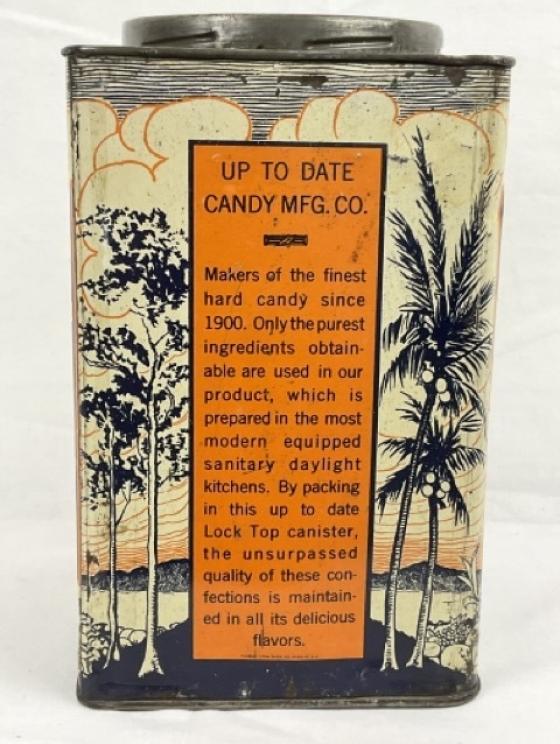 UP TO DATE
CANDY MFG. CO.
Makers of the finest
hard candy since
1900. Only the purest
ingredients obtain-
able are used in our
product, which is
prepared in the most
modern equipped
sanitary daylight
kitchens. By packing
in this up to date
Lock Top canister,
the unsurpassed
quality of these con-
fections is maintain-
ed in all its delicious
flavors.